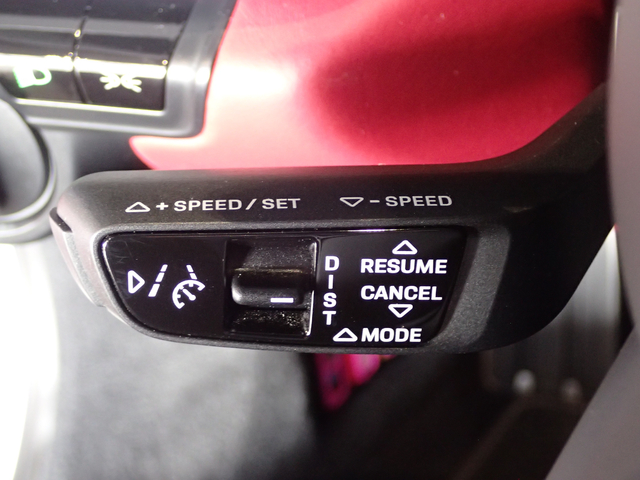 + SPEED / SET
- SPEED
DIST
RESUME
CANCEL
MODE